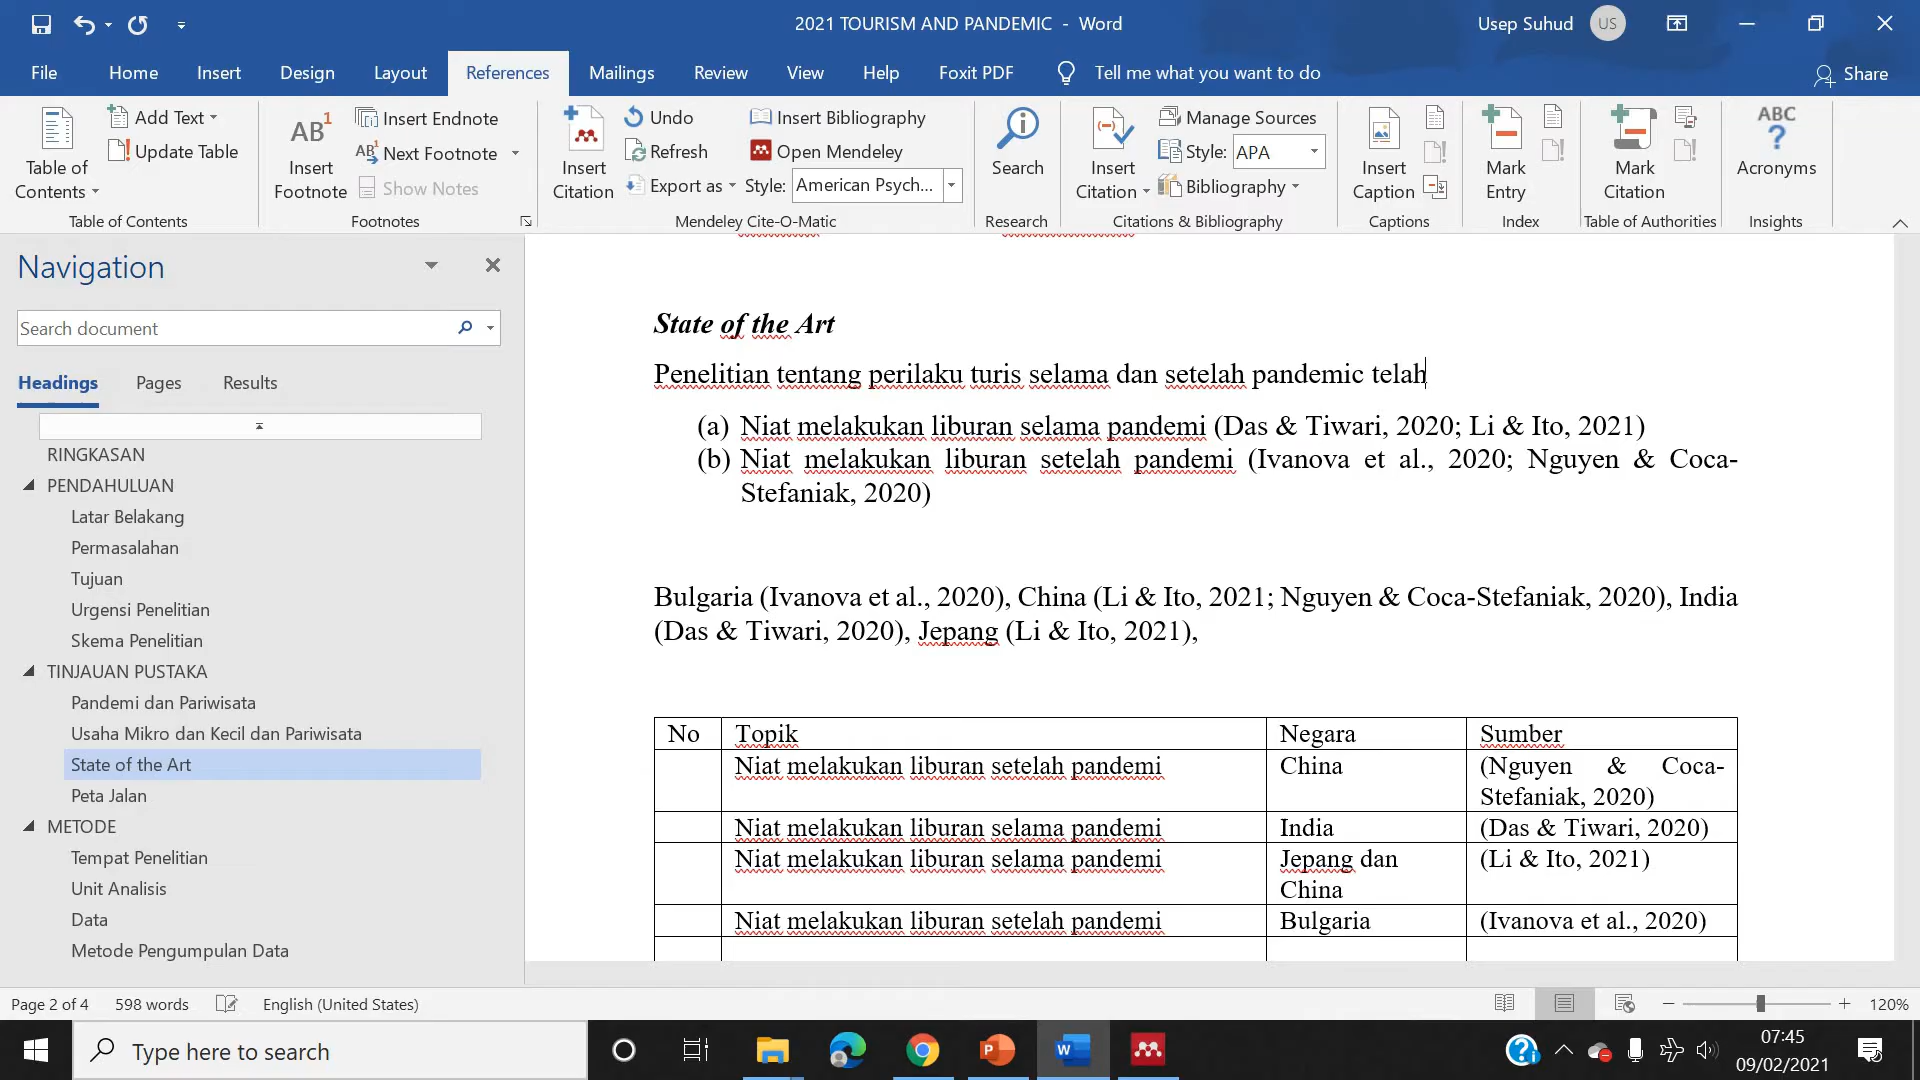 2021 TOURISM AND PANDEMIC - Word
Usep Suhud
US
File Home Insert Design Layout References Mailings Review View Help Foxit PDF Tell me what you want to do Share
Table of Contents
Add Text
Update Table
Table of Contents
AB1
Insert Footnote
Insert Endnote
Next Footnote
Show Notes
Footnotes
Insert Citation
Undo
Refresh
Export as
Insert Bibliography
Open Mendeley
Style: American Psych...
Mendeley Cite-O-Matic
Search
Research
Insert Citation
Manage Sources
Style: APA
Bibliography
Citations & Bibliography
Insert Caption
Captions
Mark Entry
Index
Mark Citation
Table of Authorities
ABC
?
Acronyms
Insights
Navigation
Search document
Headings Pages Results
RINGKASAN
PENDAHULUAN
Latar Belakang
Permasalahan
Tujuan
Urgensi Penelitian
Skema Penelitian
TINJAUAN PUSTAKA
Pandemi dan Pariwisata
Usaha Mikro dan Kecil dan Pariwisata
State of the Art
Peta Jalan
METODE
Tempat Penelitian
Unit Analisis
Data
Metode Pengumpulan Data
State of the Art
Penelitian tentang perilaku turis selama dan setelah pandemic telah
(a) Niat melakukan liburan selama pandemi (Das & Tiwari, 2020; Li & Ito, 2021)
(b) Niat melakukan liburan setelah pandemi (Ivanova et al., 2020; Nguyen & Coca-
Stefaniak, 2020)
Bulgaria (Ivanova et al., 2020), China (Li & Ito, 2021; Nguyen & Coca-Stefaniak, 2020), India
(Das & Tiwari, 2020), Jepang (Li & Ito, 2021),
No Topik Negara Sumber
Niat melakukan liburan setelah pandemi China (Nguyen & Coca-
Stefaniak, 2020)
Niat melakukan liburan selama pandemi India (Das & Tiwari, 2020)
Niat melakukan liburan selama pandemi Jepang dan (Li & Ito, 2021)
China
Niat melakukan liburan setelah pandemi Bulgaria (Ivanova et al., 2020)
Page 2 of 4 598 words English (United States) 120%
Type here to search
07:45
09/02/2021